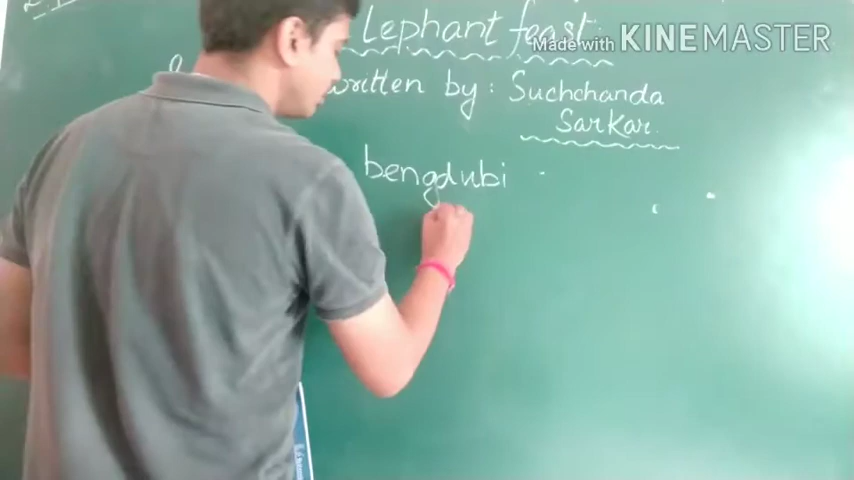 lephant feast
Made with KINEMASTER
written by: Suchchanda
Sarkar.
bengdubi